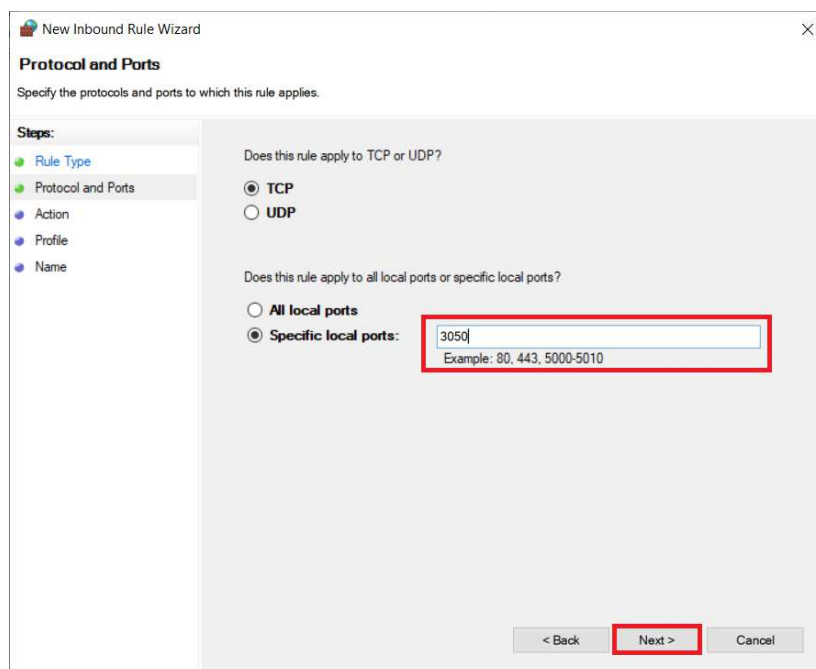 New Inbound Rule Wizard
Protocol and Ports
Specify the protocols and ports to which this rule applies.
Steps:
Rule Type
Protocol and Ports
Action
Profile
Name
Does this rule apply to TCP or UDP?
TCP
UDP
Does this rule apply to all local ports or specific local ports?
All local ports
Specific local ports: 3050
Example: 80, 443, 5000-5010
< Back Next > Cancel